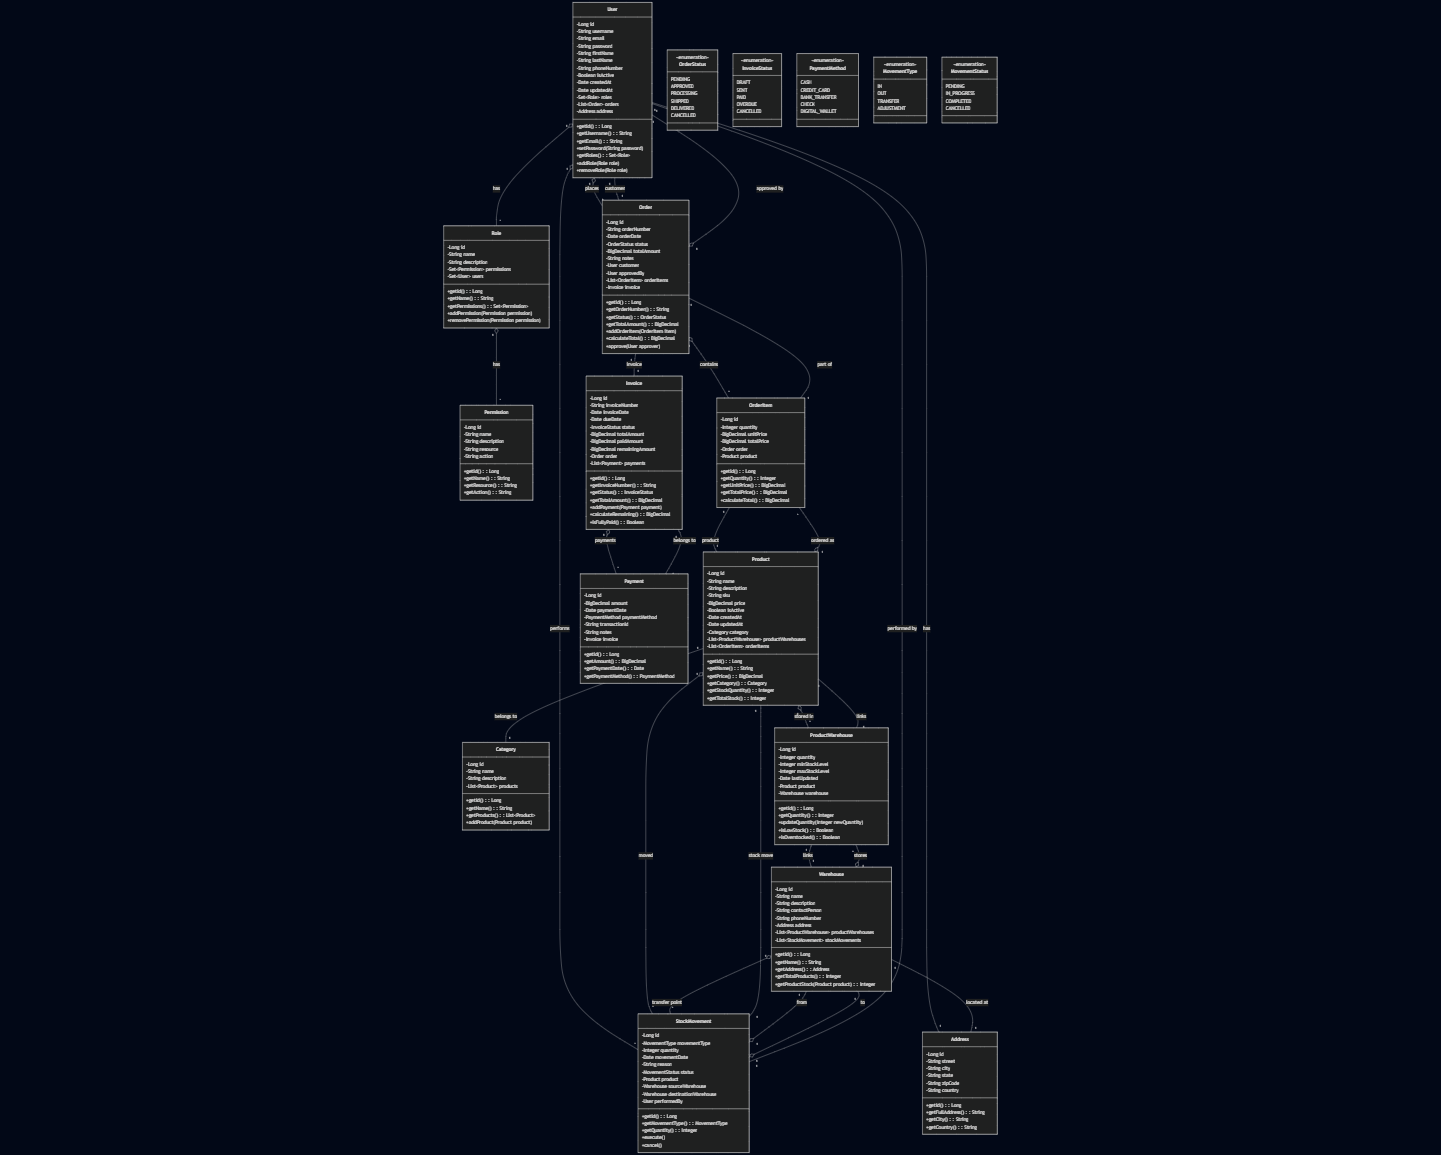 User
-Long id
-String username
-String email
-String password
-String firstName
-String lastName
-String phoneNumber
-Boolean isActive
-Date createdAt
-Date updatedAt
-Set<Role> roles
-List<Order> orders
-Address address
+getId() : : Long
+getUsername() : : String
+getEmail() : : String
+setPassword(String password)
+getRoles() : : Set<Role>
+addRole(Role role)
+removeRole(Role role)
«enumeration»
OrderStatus
PENDING
APPROVED
PROCESSING
SHIPPED
DELIVERED
CANCELLED
«enumeration»
InvoiceStatus
DRAFT
SENT
PAID
OVERDUE
CANCELLED
«enumeration»
PaymentMethod
CASH
CREDIT_CARD
BANK_TRANSFER
CHECK
DIGITAL_WALLET
«enumeration»
MovementType
IN
OUT
TRANSFER
ADJUSTMENT
«enumeration»
MovementStatus
PENDING
IN_PROGRESS
COMPLETED
CANCELLED
has
places
customer
approved by
Role
-Long id
-String name
-String description
-Set<Permission> permissions
-Set<User> users
+getId() : : Long
+getName() : : String
+getPermissions() : : Set<Permission>
+addPermission(Permission permission)
+removePermission(Permission permission)
Order
-Long id
-String orderNumber
-Date orderDate
-OrderStatus status
-BigDecimal totalAmount
-String notes
-User customer
-User approvedBy
-List<OrderItem> orderItems
-Invoice invoice
+getId() : : Long
+getOrderNumber() : : String
+getStatus() : : OrderStatus
+getTotalAmount() : : BigDecimal
+addOrderItem(OrderItem item)
+calculateTotal() : : BigDecimal
+approve(User approver)
has
invoice
contains
part of
Permission
-Long id
-String name
-String description
-String resource
-String action
+getId() : : Long
+getName() : : String
+getResource() : : String
+getAction() : : String
Invoice
-Long id
-String invoiceNumber
-Date invoiceDate
-Date dueDate
-InvoiceStatus status
-BigDecimal totalAmount
-BigDecimal paidAmount
-BigDecimal remainingAmount
-Order order
-List<Payment> payments
+getId() : : Long
+getInvoiceNumber() : : String
+getStatus() : : InvoiceStatus
+getTotalAmount() : : BigDecimal
+addPayment(Payment payment)
+calculateRemaining() : : BigDecimal
+isFullyPaid() : : Boolean
OrderItem
-Long id
-Integer quantity
-BigDecimal unitPrice
-BigDecimal totalPrice
-Order order
-Product product
+getId() : : Long
+getQuantity() : : Integer
+getUnitPrice() : : BigDecimal
+getTotalPrice() : : BigDecimal
+calculateTotal() : : BigDecimal
payments
belongs to
product
ordered as
Payment
-Long id
-BigDecimal amount
-Date paymentDate
-PaymentMethod paymentMethod
-String transactionId
-String notes
-Invoice invoice
+getId() : : Long
+getAmount() : : BigDecimal
+getPaymentDate() : : Date
+getPaymentMethod() : : PaymentMethod
Product
-Long id
-String name
-String description
-String sku
-BigDecimal price
-Boolean isActive
-Date createdAt
-Date updatedAt
-Category category
-List<ProductWarehouse> productWarehouses
-List<OrderItem> orderItems
+getId() : : Long
+getName() : : String
+getPrice() : : BigDecimal
+getCategory() : : Category
+getStockQuantity() : : Integer
+getTotalStock() : : Integer
performs
performed by
has
belongs to
stored in
links
Category
-Long id
-String name
-String description
-List<Product> products
+getId() : : Long
+getName() : : String
+getProducts() : : List<Product>
+addProduct(Product product)
ProductWarehouse
-Long id
-Integer quantity
-Integer minStockLevel
-Integer maxStockLevel
-Date lastUpdated
-Product product
-Warehouse warehouse
+getId() : : Long
+getQuantity() : : Integer
+updateQuantity(Integer newQuantity)
+isLowStock() : : Boolean
+isOverstocked() : : Boolean
moved
stock move
links
stores
Warehouse
-Long id
-String name
-String description
-String contactPerson
-String phoneNumber
-Address address
-List<ProductWarehouse> productWarehouses
-List<StockMovement> stockMovements
+getId() : : Long
+getName() : : String
+getAddress() : : Address
+getTotalProducts() : : Integer
+getProductStock(Product product) : : Integer
transfer point
from
to
located at
StockMovement
-Long id
-MovementType movementType
-Integer quantity
-Date movementDate
-String reason
-MovementStatus status
-Product product
-Warehouse sourceWarehouse
-Warehouse destinationWarehouse
-User performedBy
+getId() : : Long
+getMovementType() : : MovementType
+getQuantity() : : Integer
+execute()
+cancel()
Address
-Long id
-String street
-String city
-String state
-String zipCode
-String country
+getId() : : Long
+getFullAddress() : : String
+getCity() : : String
+getCountry() : : String